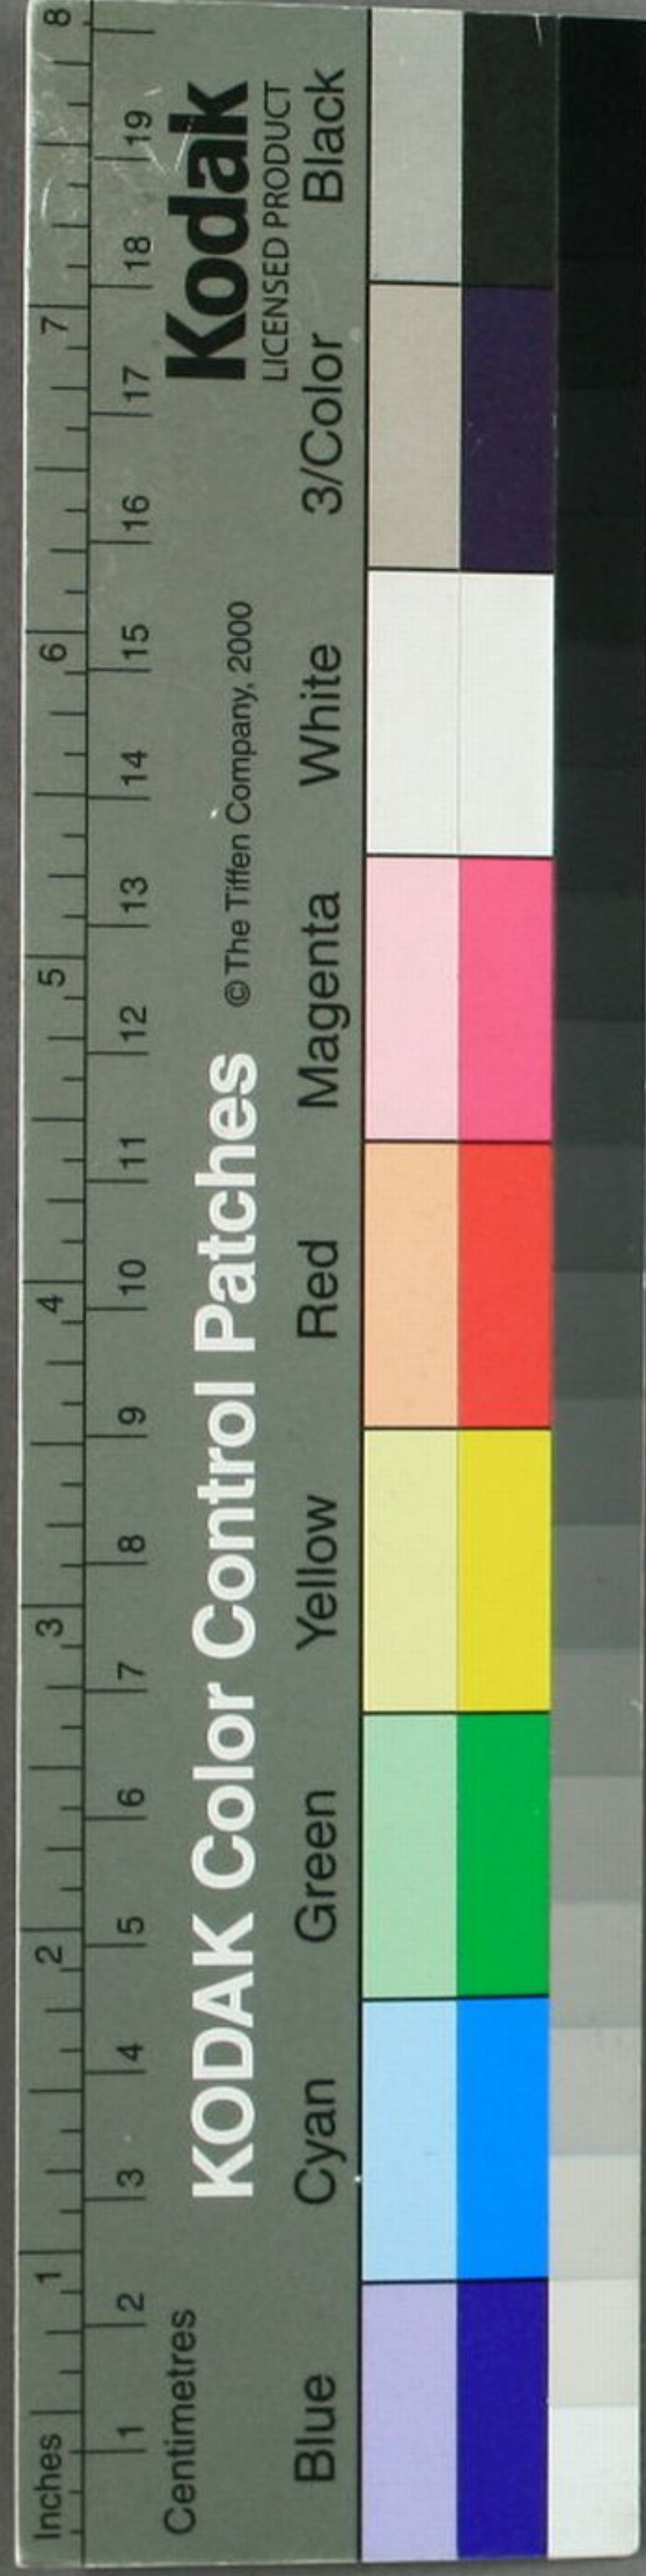 Inches 1 2 3 4 5 6 7 8
1 2 3 4 5 6 7 8 9 10 11 12 13 14 15 16 17 18 19
Centimetres
KODAK Color Control Patches © The Tiffen Company, 2000 Kodak
LICENSED PRODUCT
Blue Cyan Green Yellow Red Magenta White 3/Color Black